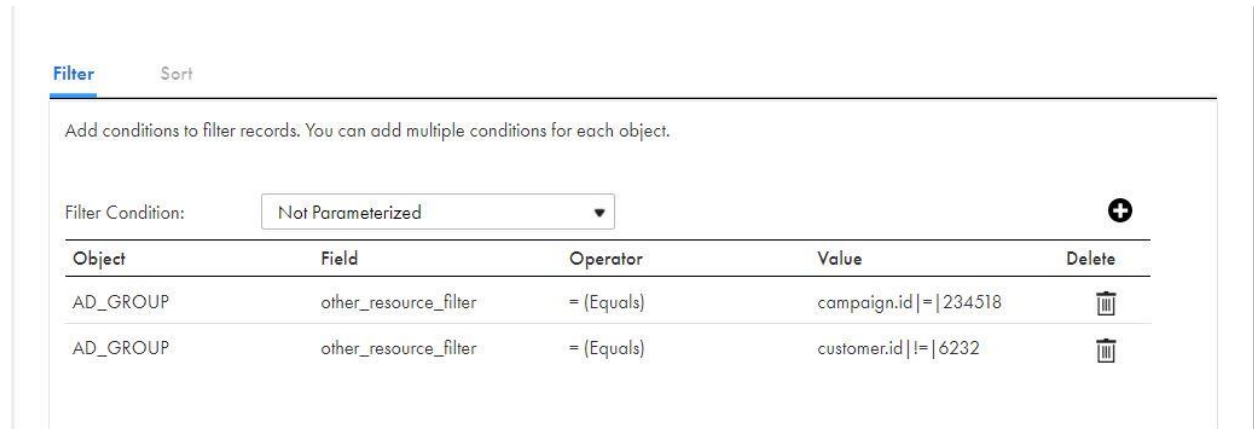 Filter Sort
Add conditions to filter records. You can add multiple conditions for each object.
Filter Condition: Not Parameterized
Object Field Operator Value Delete
AD_GROUP other_resource_filter = (Equals) campaign.id|=|234518
AD_GROUP other_resource_filter = (Equals) customer.id|!=|6232